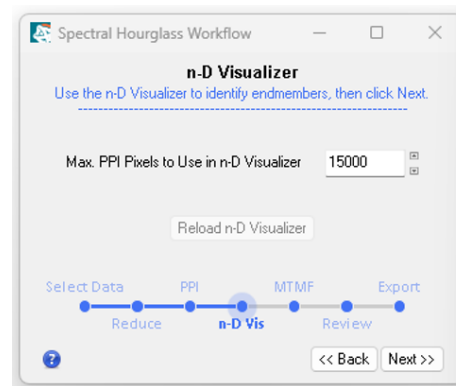 Spectral Hourglass Workflow
n-D Visualizer
Use the n-D Visualizer to identify endmembers, then click Next.
Max. PPI Pixels to Use in n-D Visualizer 15000
Reload n-D Visualizer
Select Data PPI MTMF Export
Reduce n-D Vis Review
? << Back Next >>